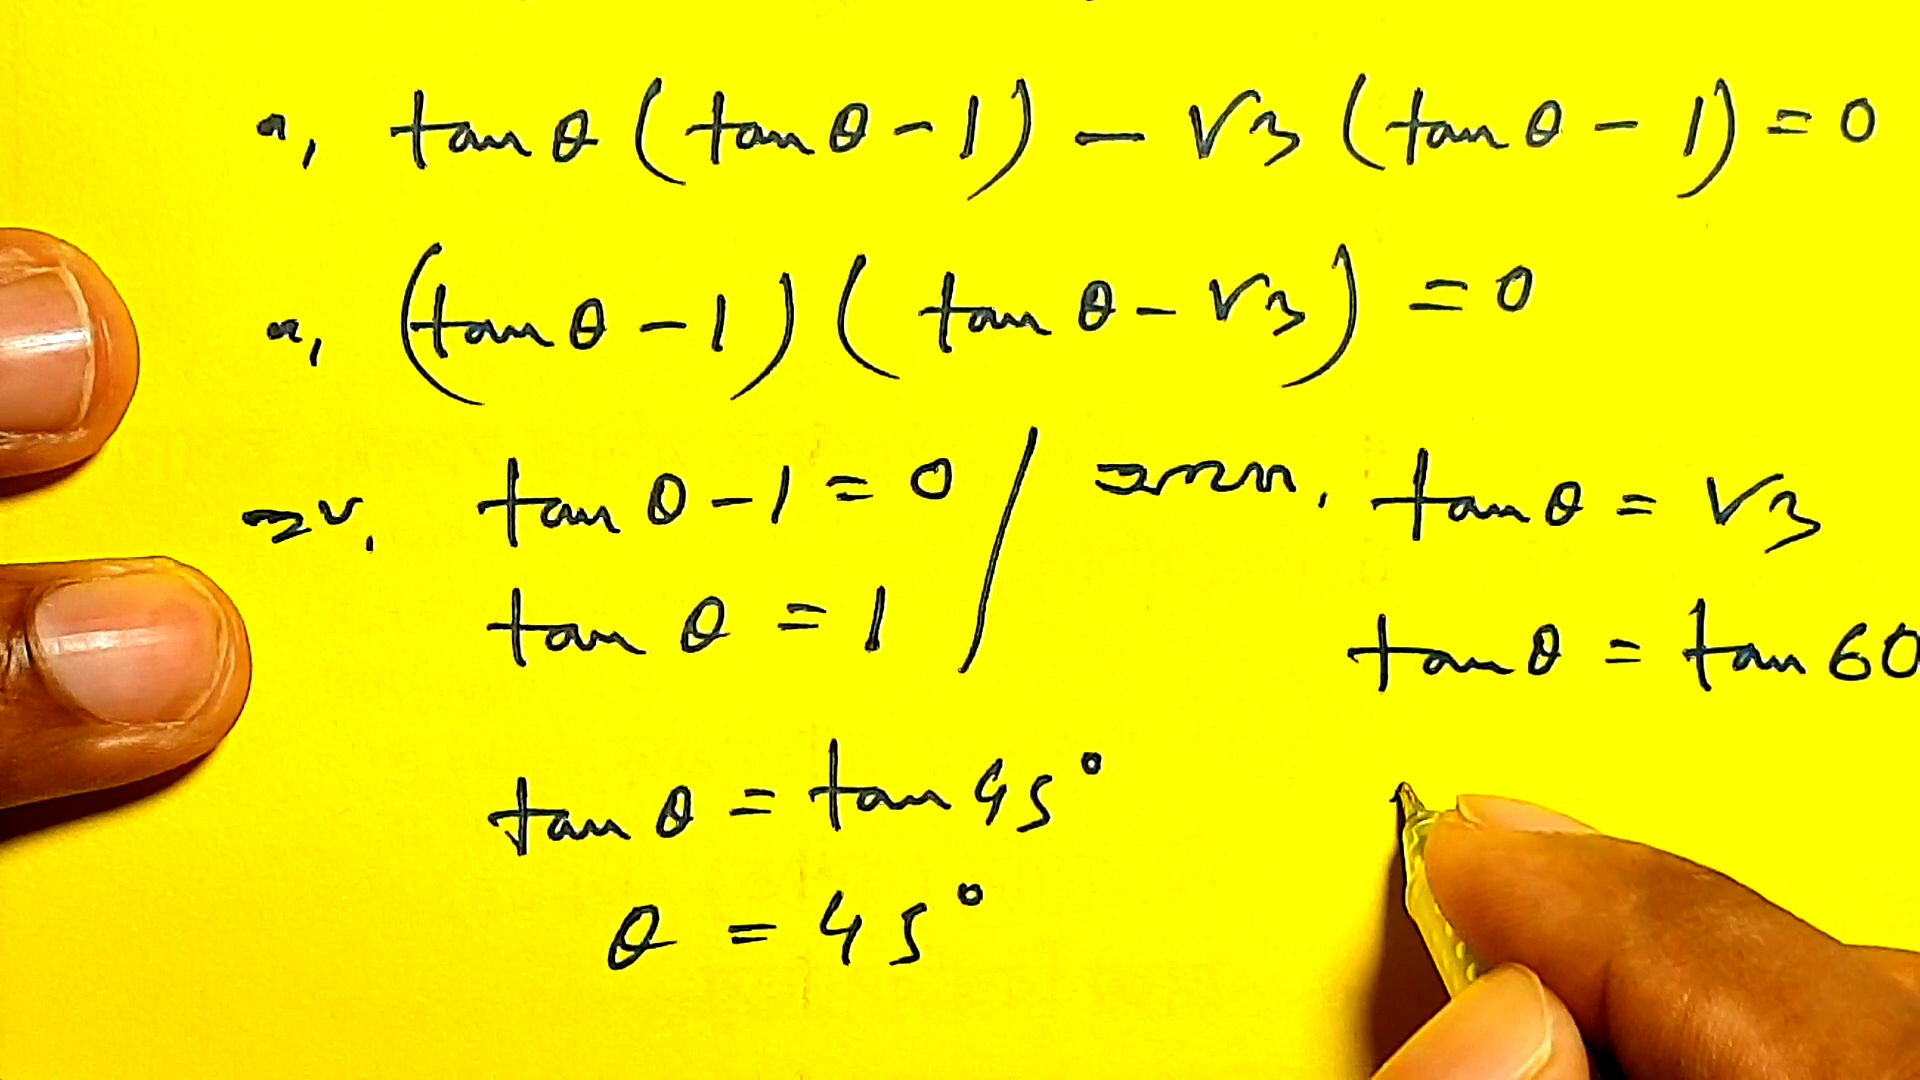 বা, tan θ (tan θ - 1) - √3 (tan θ - 1) = 0
বা, (tan θ - 1) (tan θ - √3) = 0
হয়, tan θ - 1 = 0 / অথবা, tan θ = √3
tan θ = 1 tan θ = tan 60
tan θ = tan 45°
θ = 45°